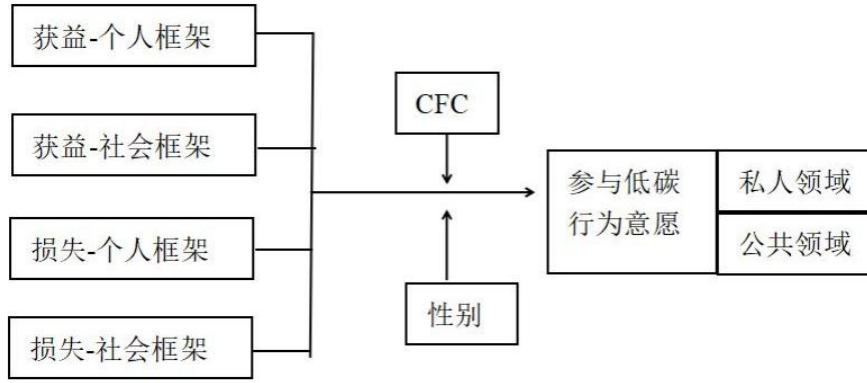 获益-个人框架
获益-社会框架
损失-个人框架
损失-社会框架
CFC
性别
参与低碳
行为意愿
私人领域
公共领域